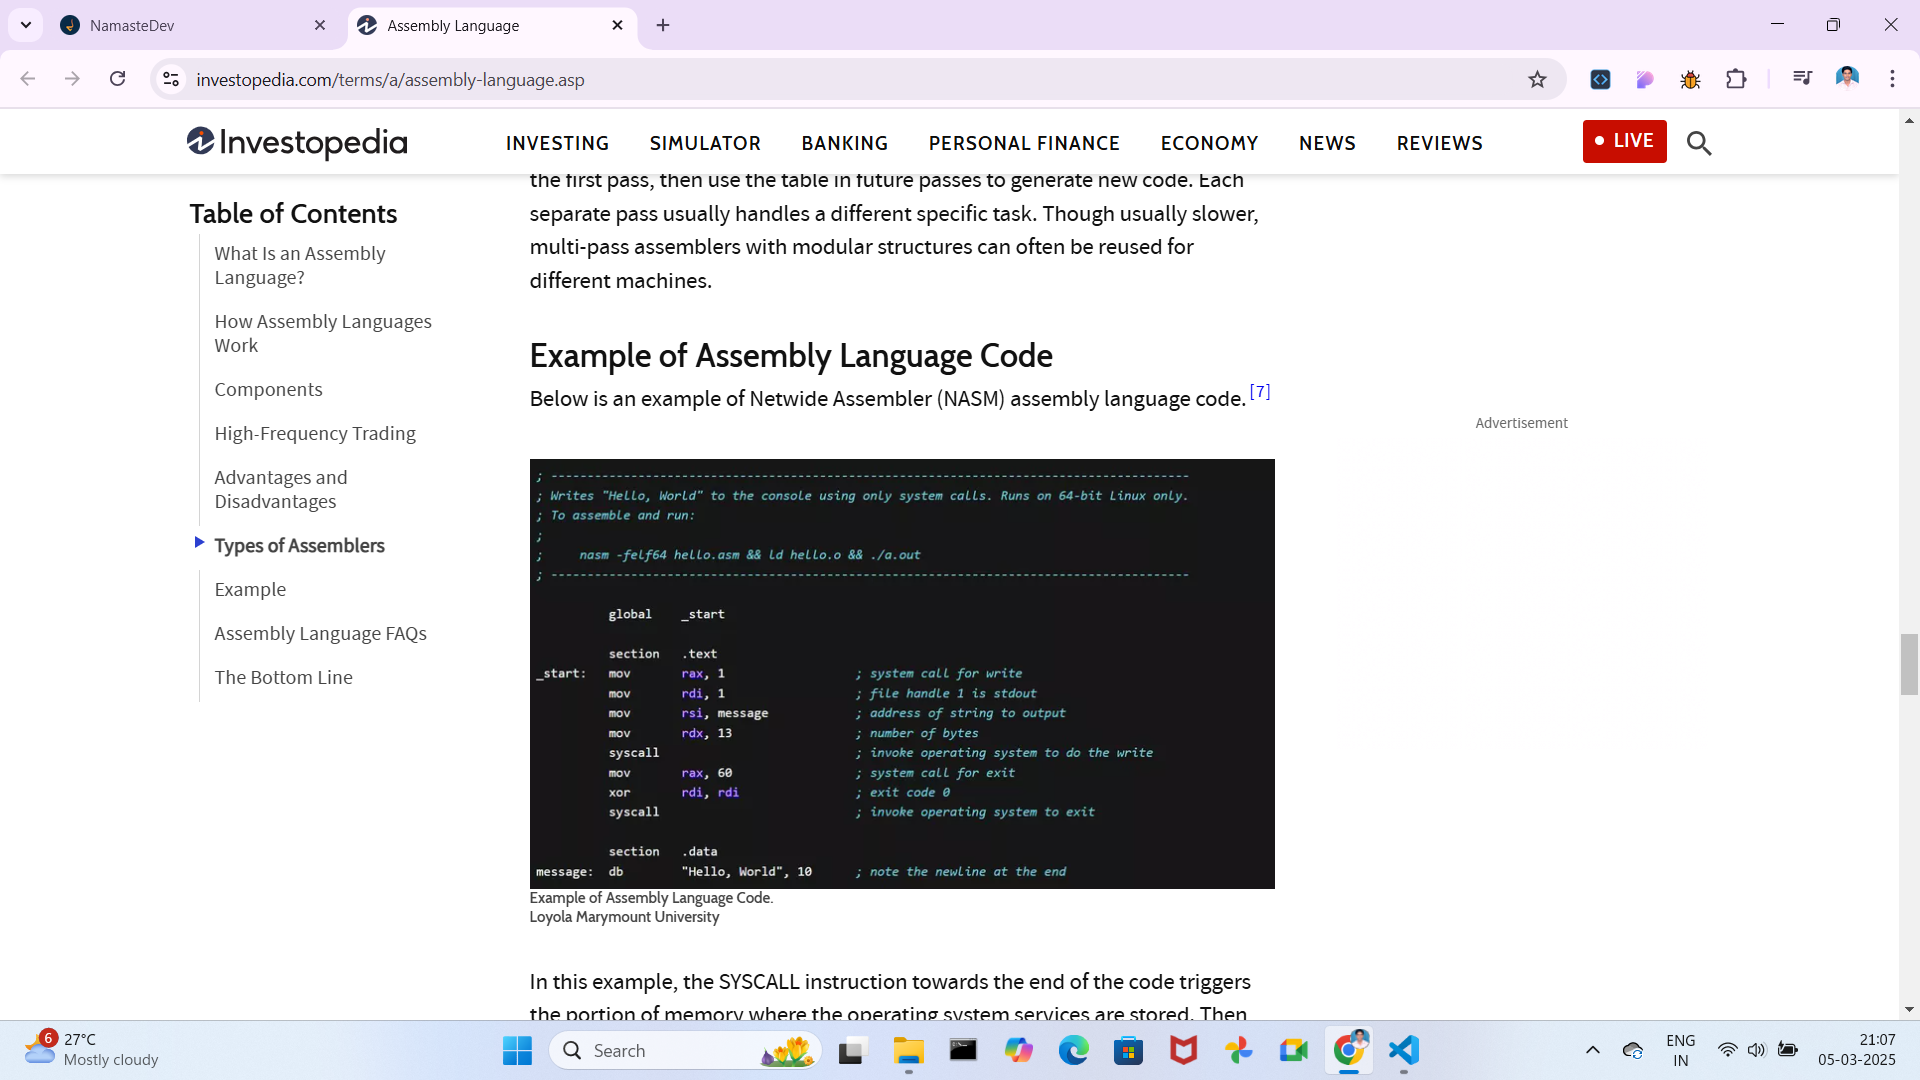 NamasteDev
Assembly Language
investopedia.com/terms/a/assembly-language.asp
Investopedia
INVESTING SIMULATOR BANKING PERSONAL FINANCE ECONOMY NEWS REVIEWS
LIVE
Table of Contents
What Is an Assembly
Language?
How Assembly Languages
Work
Components
High-Frequency Trading
Advantages and
Disadvantages
Types of Assemblers
Example
Assembly Language FAQs
The Bottom Line
the first pass, then use the table in future passes to generate new code. Each
separate pass usually handles a different specific task. Though usually slower,
multi-pass assemblers with modular structures can often be reused for
different machines.
Example of Assembly Language Code
Below is an example of Netwide Assembler (NASM) assembly language code. [7]
; ----------------------------------------------------------------------------------------
; Writes "Hello, World" to the console using only system calls. Runs on 64-bit Linux only.
; To assemble and run:
;
;     nasm -felf64 hello.asm && ld hello.o && ./a.out
; ----------------------------------------------------------------------------------------
global    _start
section   .text
_start:   mov       rax, 1                  ; system call for write
mov       rdi, 1                  ; file handle 1 is stdout
mov       rsi, message            ; address of string to output
mov       rdx, 13                 ; number of bytes
syscall                           ; invoke operating system to do the write
mov       rax, 60                 ; system call for exit
xor       rdi, rdi                ; exit code 0
syscall                           ; invoke operating system to exit
section   .data
message:  db        "Hello, World", 10      ; note the newline at the end
Example of Assembly Language Code.
Loyola Marymount University
In this example, the SYSCALL instruction towards the end of the code triggers
the portion of memory where the operating system services are stored. Then
Advertisement
6
27°C
Mostly cloudy
Search
ENG
IN
21:07
05-03-2025